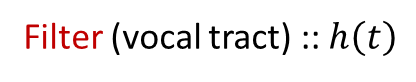 Filter (vocal tract) :: h(t)